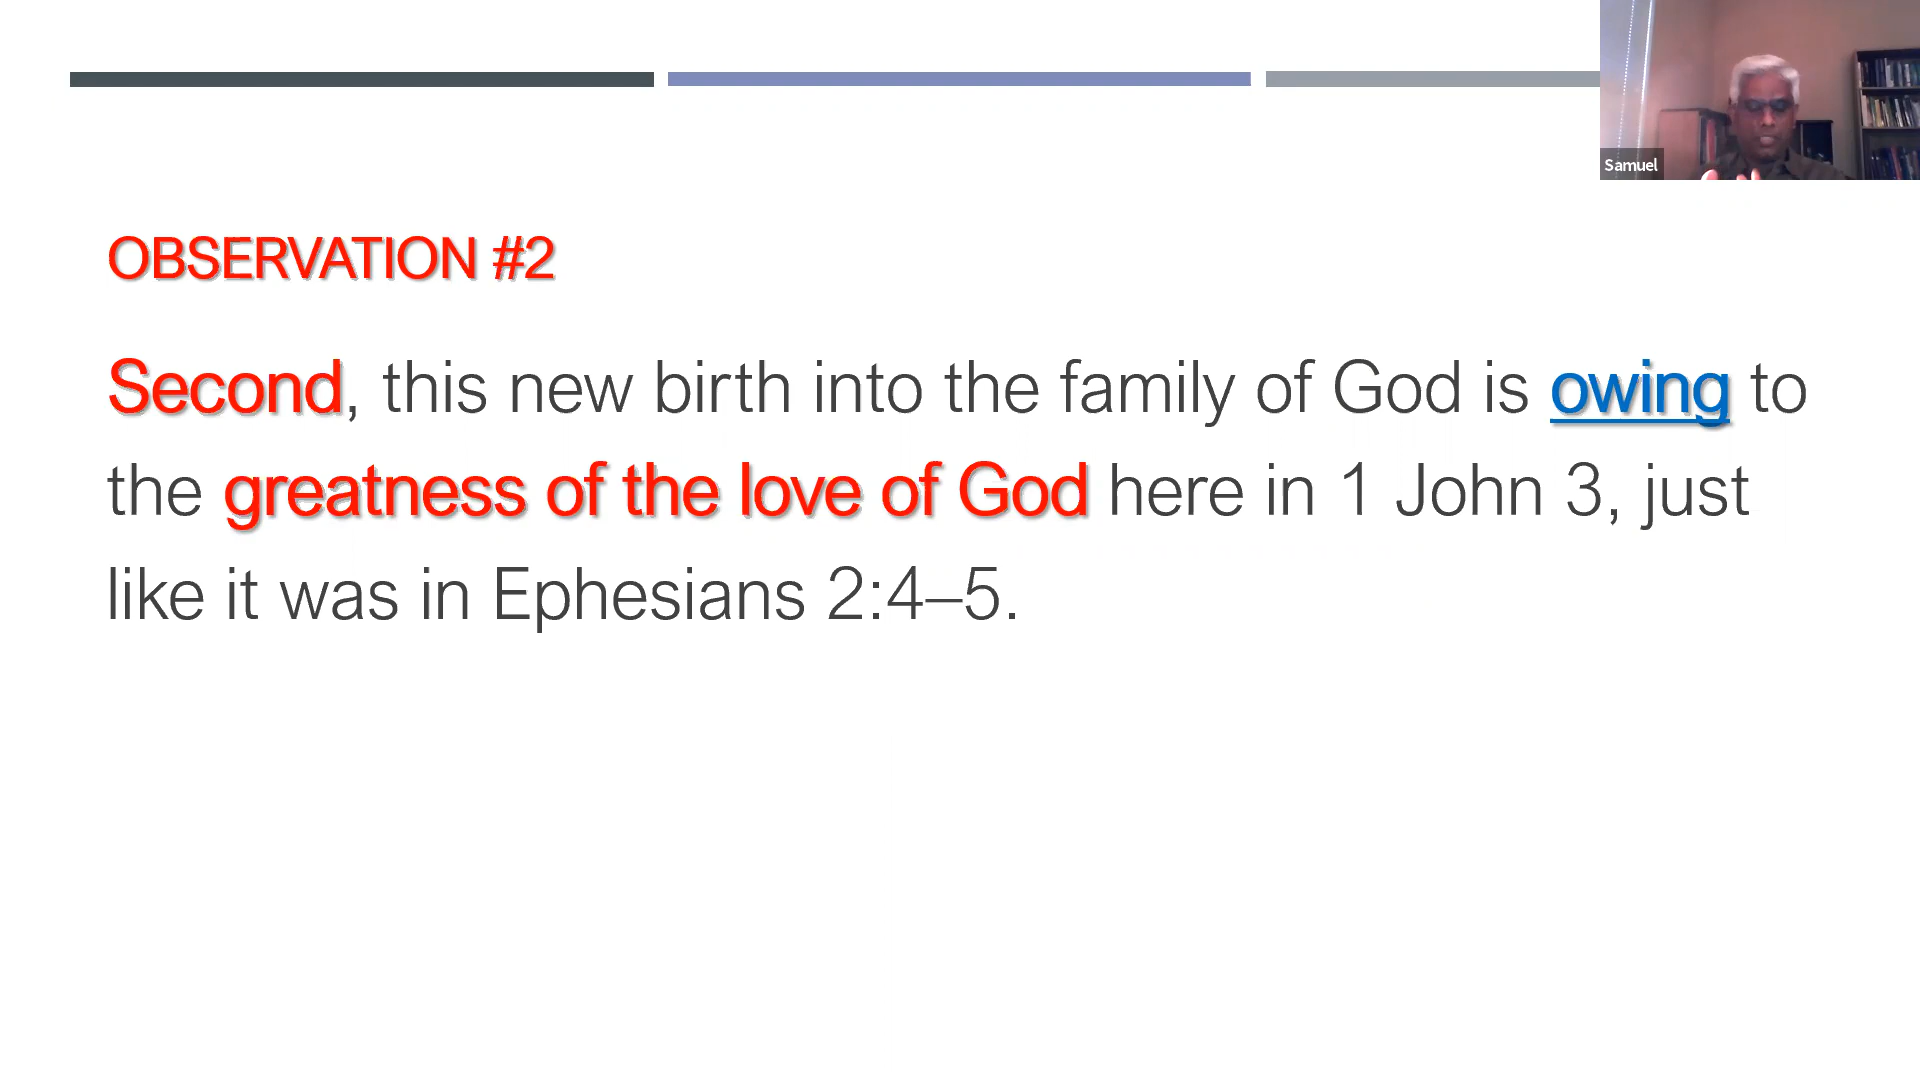 Samuel
OBSERVATION #2
Second, this new birth into the family of God is owing to
the greatness of the love of God here in 1 John 3, just
like it was in Ephesians 2:4–5.